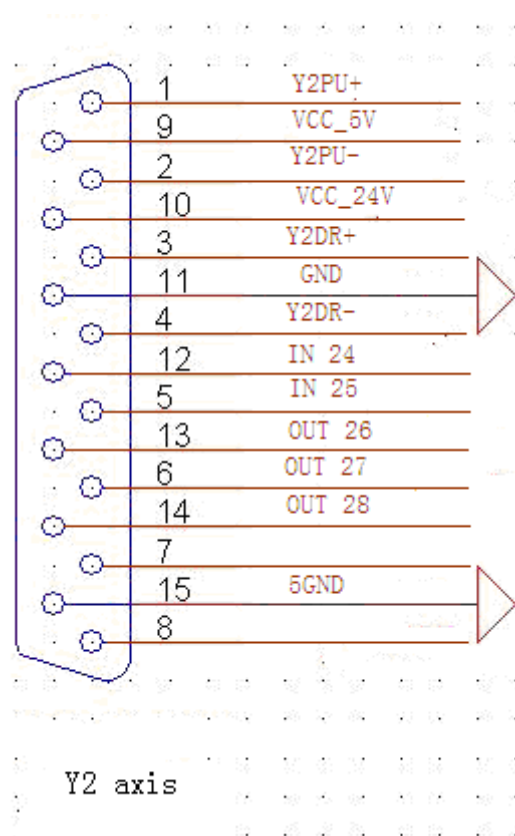 1 Y2PU+
9 VCC_5V
2 Y2PU-
10 VCC_24V
3 Y2DR+
11 GND
4 Y2DR-
12 IN 24
5 IN 25
13 OUT 26
6 OUT 27
14 OUT 28
7
15 5GND
8
Y2 axis